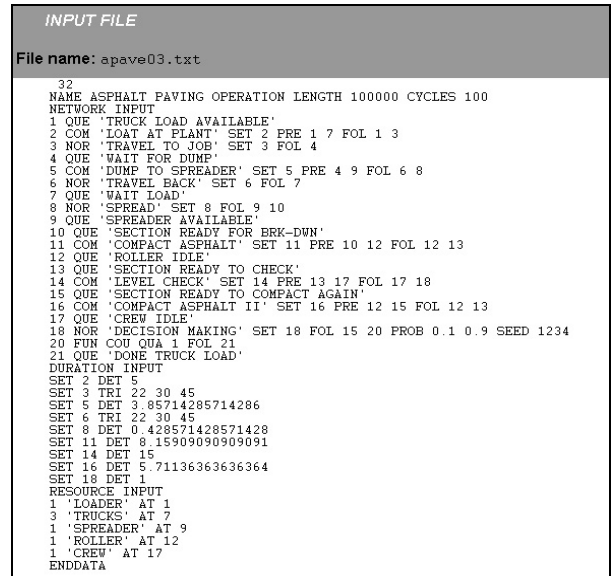 INPUT FILE
File name: apave03.txt
32
NAME ASPHALT PAVING OPERATION LENGTH 100000 CYCLES 100
NETWORK INPUT
1 QUE 'TRUCK LOAD AVAILABLE'
2 COM 'LOAT AT PLANT' SET 2 PRE 1 7 FOL 1 3
3 NOR 'TRAVEL TO JOB' SET 3 FOL 4
4 QUE 'WAIT FOR DUMP'
5 COM 'DUMP TO SPREADER' SET 5 PRE 4 9 FOL 6 8
6 NOR 'TRAVEL BACK' SET 6 FOL 7
7 QUE 'WAIT LOAD'
8 NOR 'SPREAD' SET 8 FOL 9 10
9 QUE 'SPREADER AVAILABLE'
10 QUE 'SECTION READY FOR BRK-DWN'
11 COM 'COMPACT ASPHALT' SET 11 PRE 10 12 FOL 12 13
12 QUE 'ROLLER IDLE'
13 QUE 'SECTION READY TO CHECK'
14 COM 'LEVEL CHECK' SET 14 PRE 13 17 FOL 17 18
15 QUE 'SECTION READY TO COMPACT AGAIN'
16 COM 'COMPACT ASPHALT II' SET 16 PRE 12 15 FOL 12 13
17 QUE 'CREW IDLE'
18 NOR 'DECISION MAKING' SET 18 FOL 15 20 PROB 0.1 0.9 SEED 1234
20 FUN COU QUA 1 FOL 21
21 QUE 'DONE TRUCK LOAD'
DURATION INPUT
SET 2 DET 5
SET 3 TRI 22 30 45
SET 5 DET 3.85714285714286
SET 6 TRI 22 30 45
SET 8 DET 0.428571428571428
SET 11 DET 8.15909090909091
SET 14 DET 15
SET 16 DET 5.71136363636364
SET 18 DET 1
RESOURCE INPUT
1 'LOADER' AT 1
3 'TRUCKS' AT 7
1 'SPREADER' AT 9
1 'ROLLER' AT 12
1 'CREW' AT 17
ENDDATA